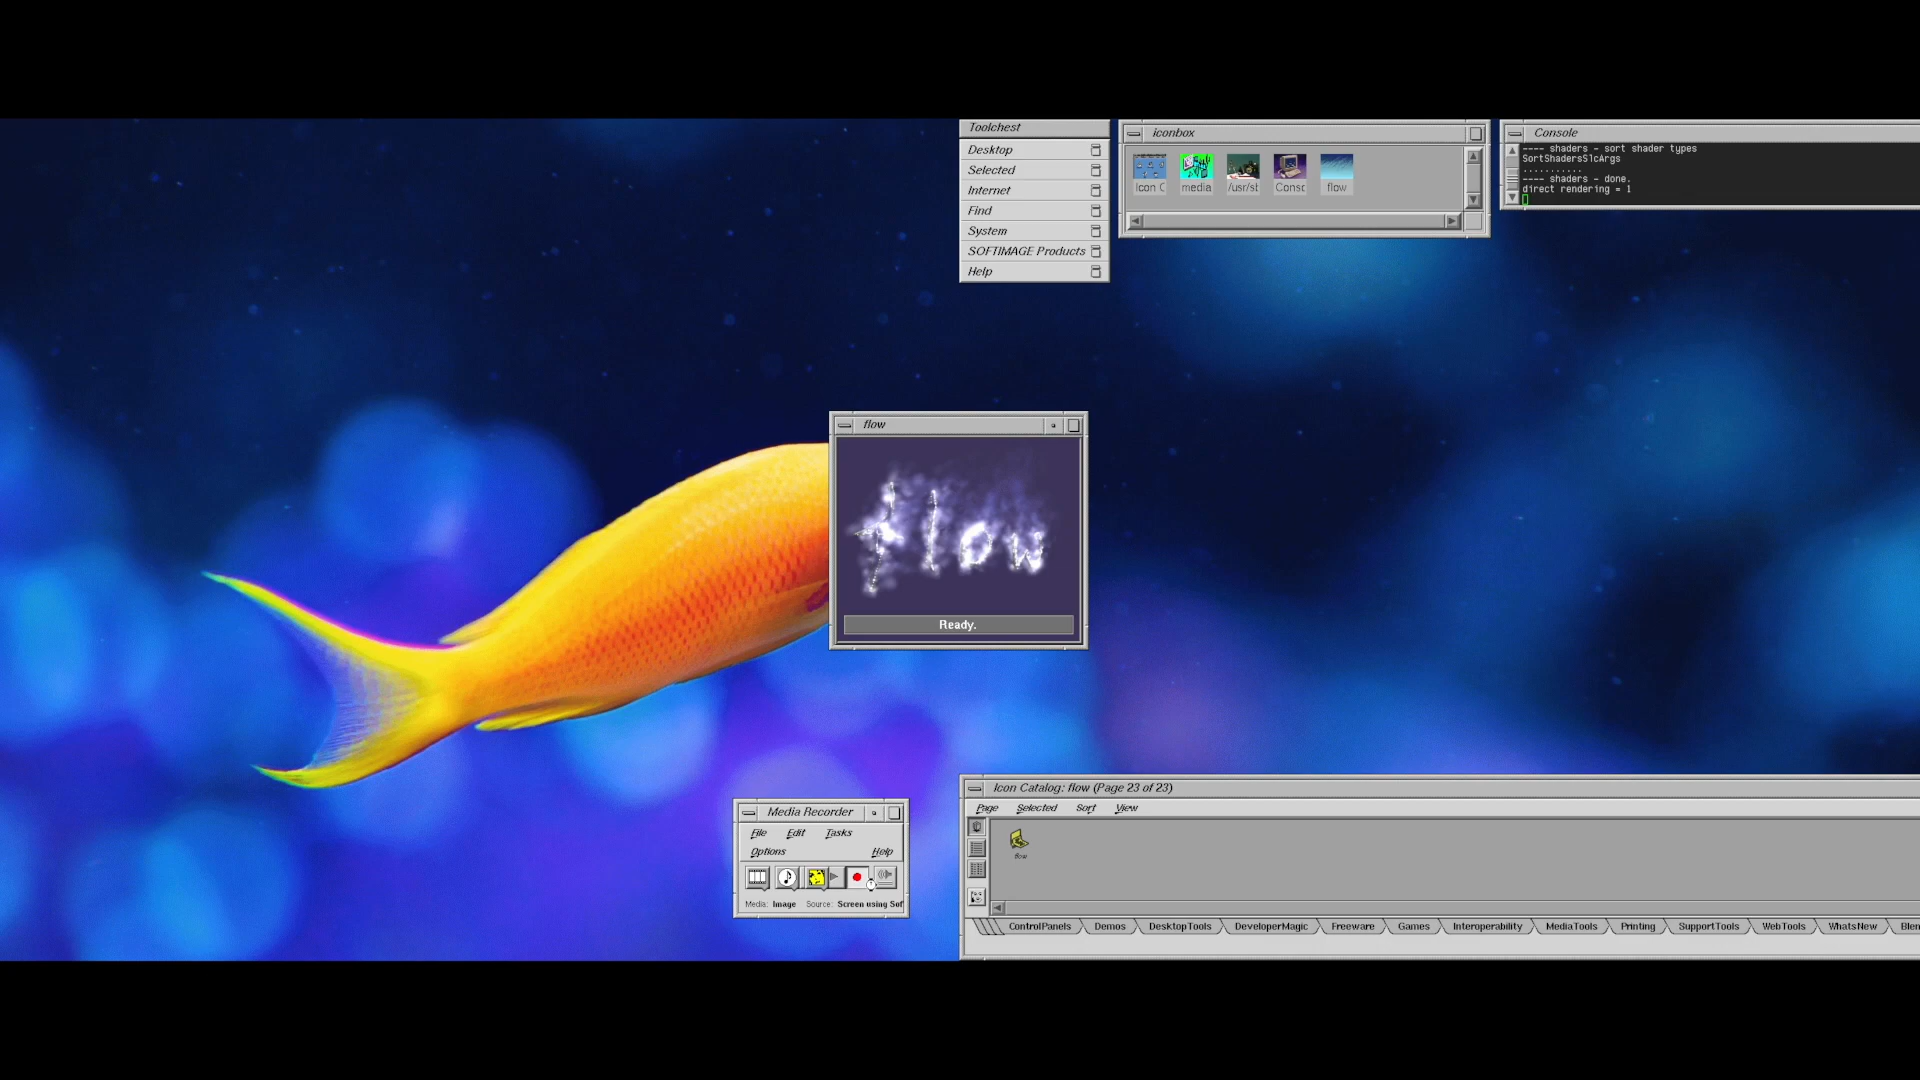 Toolchest
Desktop
Selected
Internet
Find
System
SOFTIMAGE Products
Help
iconbox
Icon C
media
/usr/sb
Consc
flow
Console
---- shaders - sort shader types
SortShadersSlcArgs
...........
---- shaders - done.
direct rendering = 1
flow
flow
Ready.
Media Recorder
File Edit Tasks
Options Help
Media: Image Source: Screen using Sof
Icon Catalog: flow (Page 23 of 23)
Page Selected Sort View
flow
ControlPanels Demos DesktopTools DeveloperMagic Freeware Games Interoperability MediaTools Printing SupportTools WebTools WhatsNew Blen